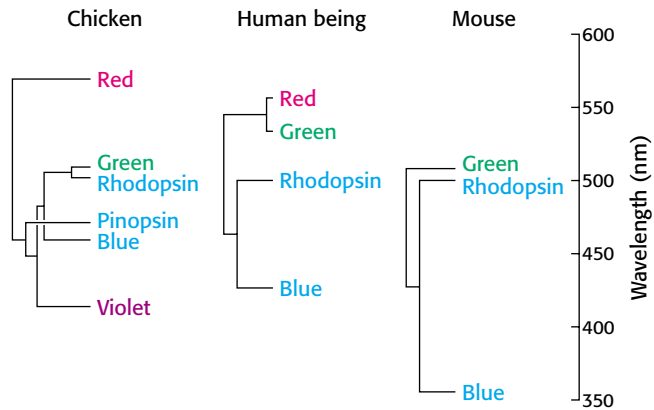 Chicken
Human being
Mouse
Red
Green
Rhodopsin
Pinopsin
Blue
Violet
Red
Green
Rhodopsin
Blue
Green
Rhodopsin
Blue
600
550
500
450
400
350
Wavelength (nm)